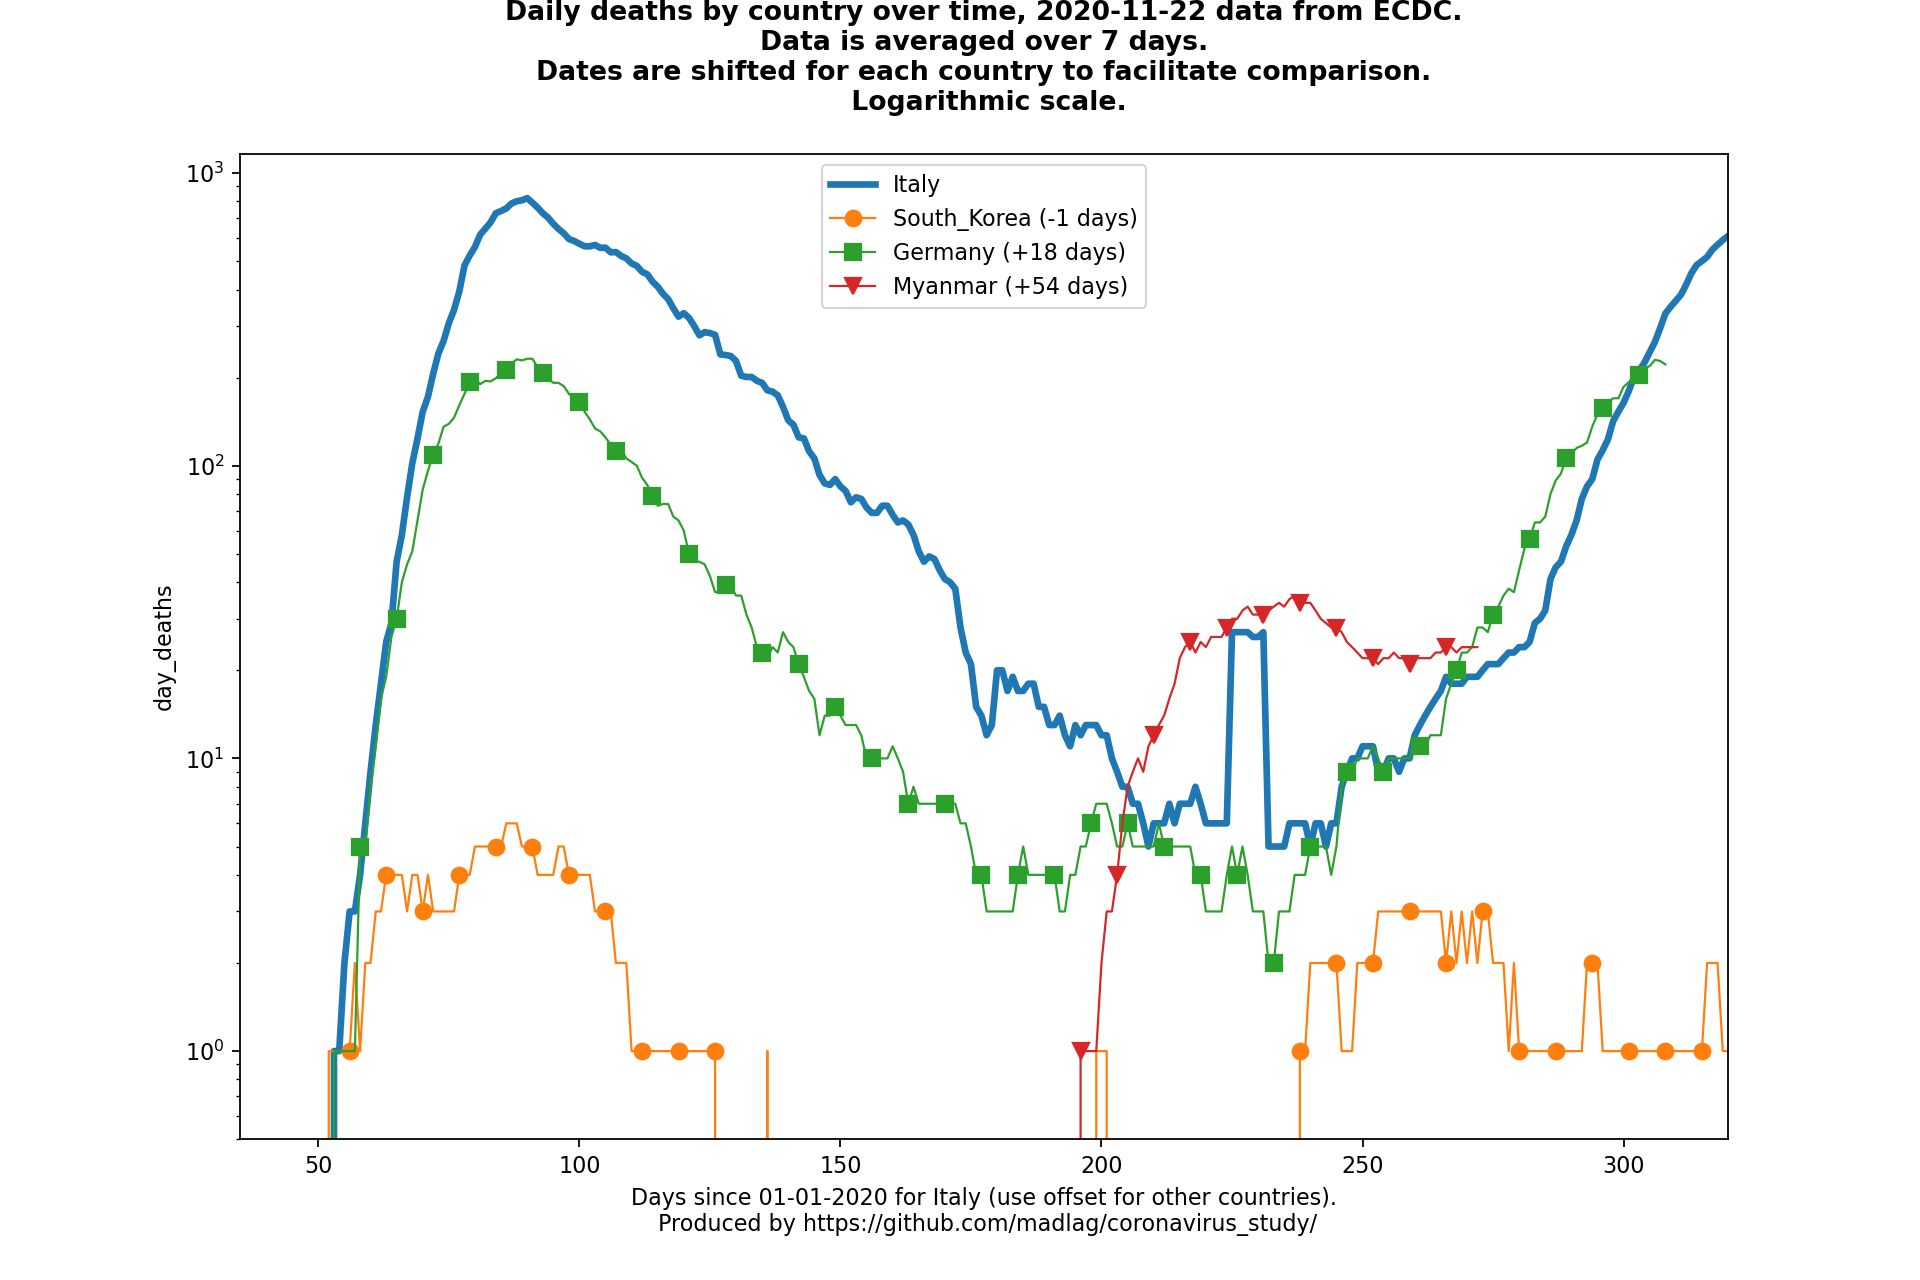 Daily deaths by country over time, 2020-11-22 data from ECDC.
Data is averaged over 7 days.
Dates are shifted for each country to facilitate comparison.
Logarithmic scale.
Italy
South_Korea (-1 days)
Germany (+18 days)
Myanmar (+54 days)
day_deaths
10³
10²
10¹
10⁰
50 100 150 200 250 300
Days since 01-01-2020 for Italy (use offset for other countries).
Produced by https://github.com/madlag/coronavirus_study/